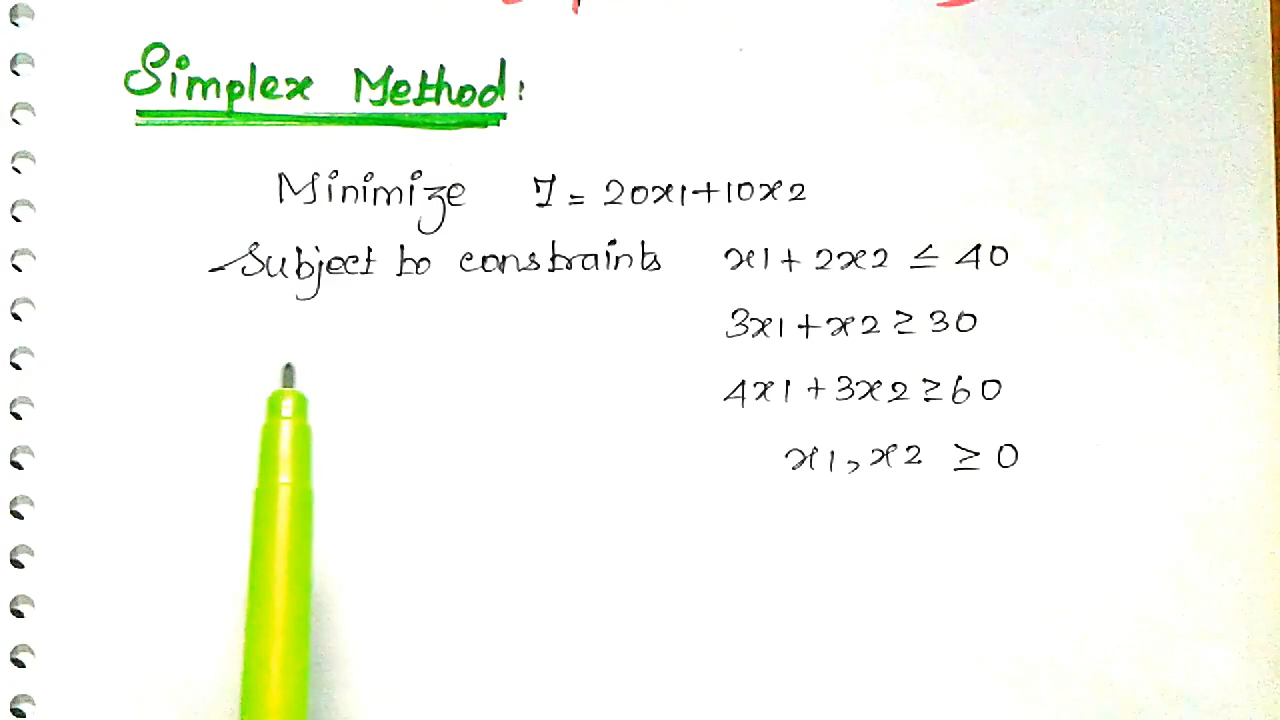 Simplex Method:
Minimize Z = 20x1+10x2
Subject to constraints x1 + 2x2 ≤ 40
3x1 + x2 ≥ 30
4x1 + 3x2 ≥ 60
x1, x2 ≥ 0